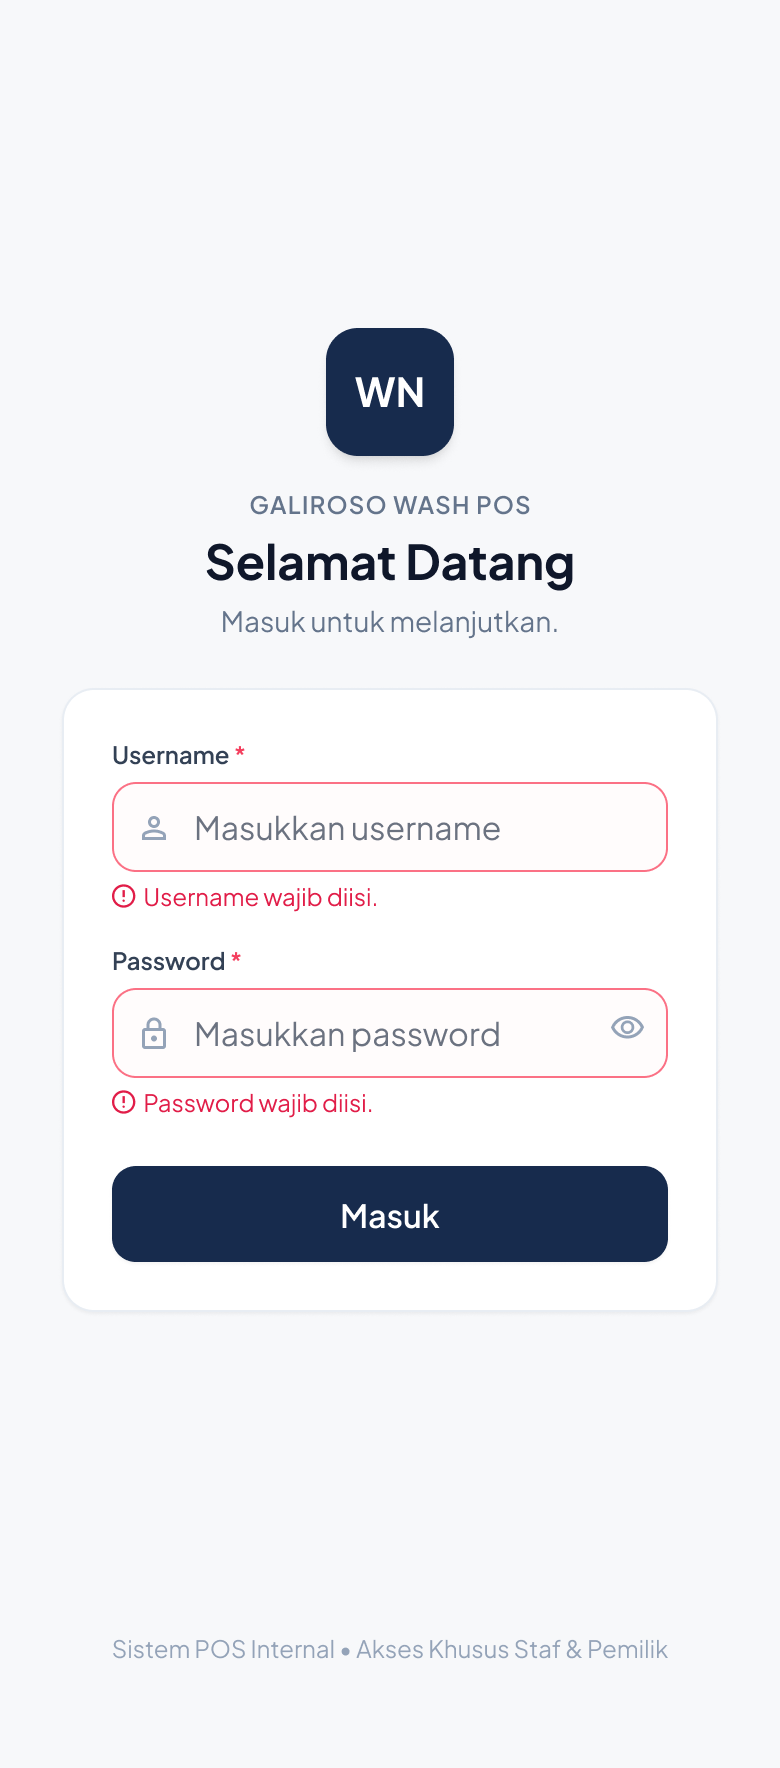 WN
GALIROSO WASH POS
Selamat Datang
Masuk untuk melanjutkan.
Username *
Masukkan username
Username wajib diisi.
Password *
Masukkan password
Password wajib diisi.
Masuk
Sistem POS Internal • Akses Khusus Staf & Pemilik